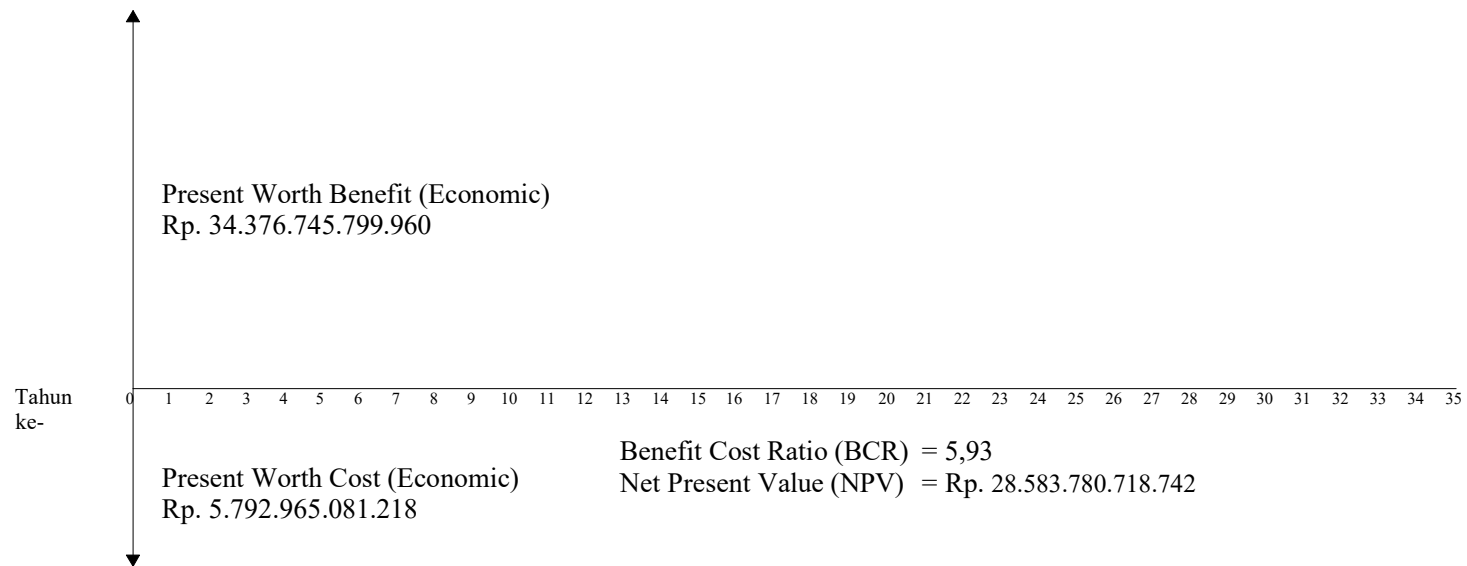 Present Worth Benefit (Economic)
Rp. 34.376.745.799.960
Tahun ke-
0 1 2 3 4 5 6 7 8 9 10 11 12 13 14 15 16 17 18 19 20 21 22 23 24 25 26 27 28 29 30 31 32 33 34 35
Present Worth Cost (Economic)
Rp. 5.792.965.081.218
Benefit Cost Ratio (BCR) = 5,93
Net Present Value (NPV) = Rp. 28.583.780.718.742